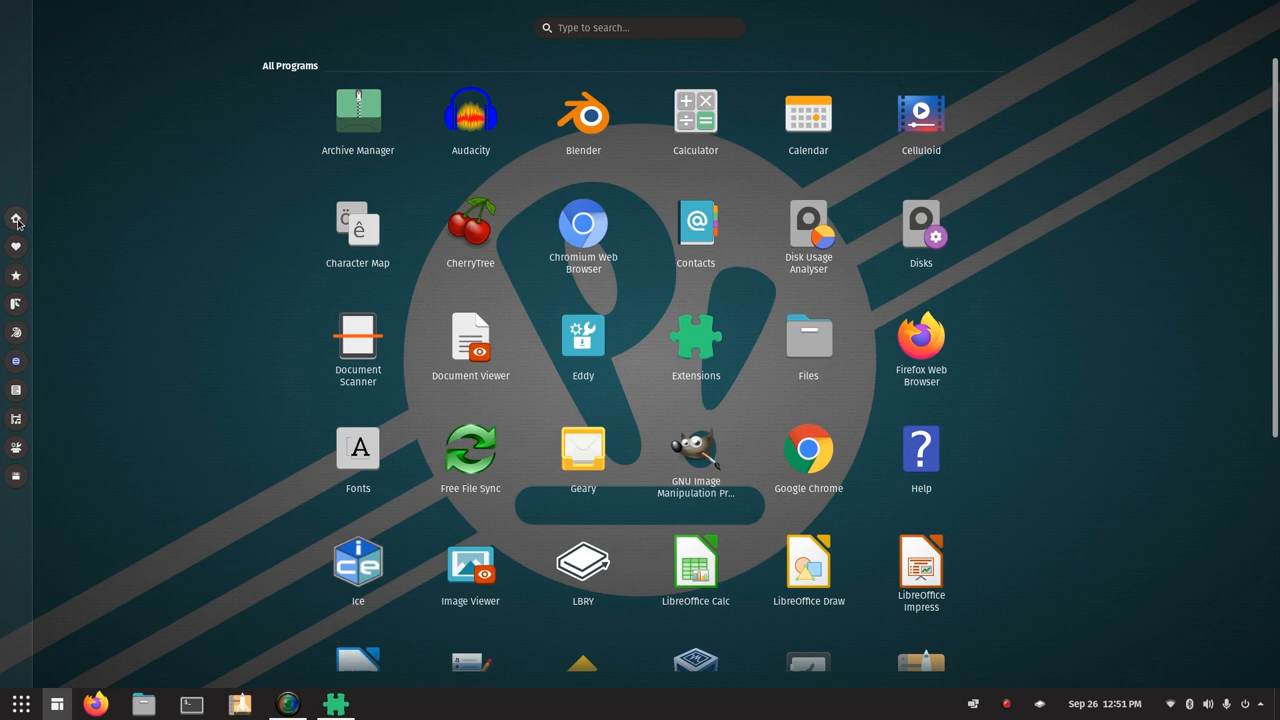 Type to search...
All Programs
Archive Manager
Audacity
Blender
Calculator
Calendar
Celluloid
Character Map
CherryTree
Chromium Web
Browser
Contacts
Disk Usage
Analyser
Disks
Document
Scanner
Document Viewer
Eddy
Extensions
Files
Firefox Web
Browser
Fonts
Free File Sync
Geary
GNU Image
Manipulation Pr...
Google Chrome
Help
Ice
Image Viewer
LBRY
LibreOffice Calc
LibreOffice Draw
LibreOffice
Impress
Sep 26 12:51 PM